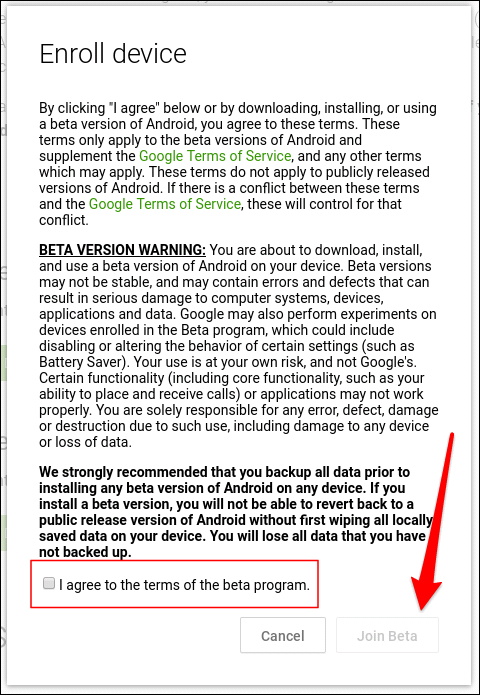 Enroll device
By clicking "I agree" below or by downloading, installing, or using
a beta version of Android, you agree to these terms. These
terms only apply to the beta versions of Android and
supplement the Google Terms of Service, and any other terms
which may apply. These terms do not apply to publicly released
versions of Android. If there is a conflict between these terms
and the Google Terms of Service, these will control for that
conflict.
BETA VERSION WARNING: You are about to download, install,
and use a beta version of Android on your device. Beta versions
may not be stable, and may contain errors and defects that can
result in serious damage to computer systems, devices,
applications and data. Google may also perform experiments on
devices enrolled in the Beta program, which could include
disabling or altering the behavior of certain settings (such as
Battery Saver). Your use is at your own risk, and not Google's.
Certain functionality (including core functionality, such as your
ability to place and receive calls) or applications may not work
properly. You are solely responsible for any error, defect, damage
or destruction due to such use, including damage to any device
or loss of data.
We strongly recommended that you backup all data prior to
installing any beta version of Android on any device. If you
install a beta version, you will not be able to revert back to a
public release version of Android without first wiping all locally
saved data on your device. You will lose all data that you have
not backed up.
I agree to the terms of the beta program.
Cancel
Join Beta